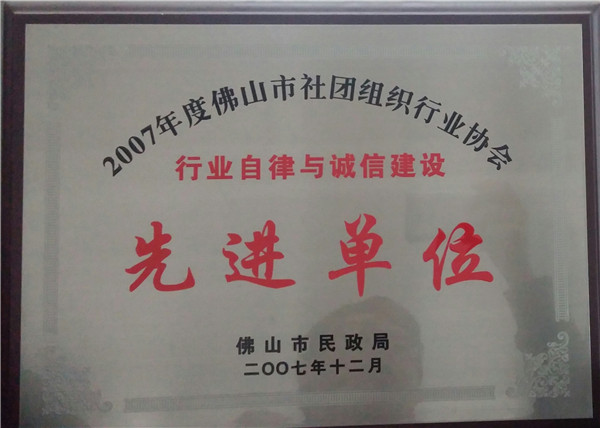 2007年度佛山市社团组织行业协会
行业自律与诚信建设
先进单位
佛山市民政局
二〇〇七年十二月